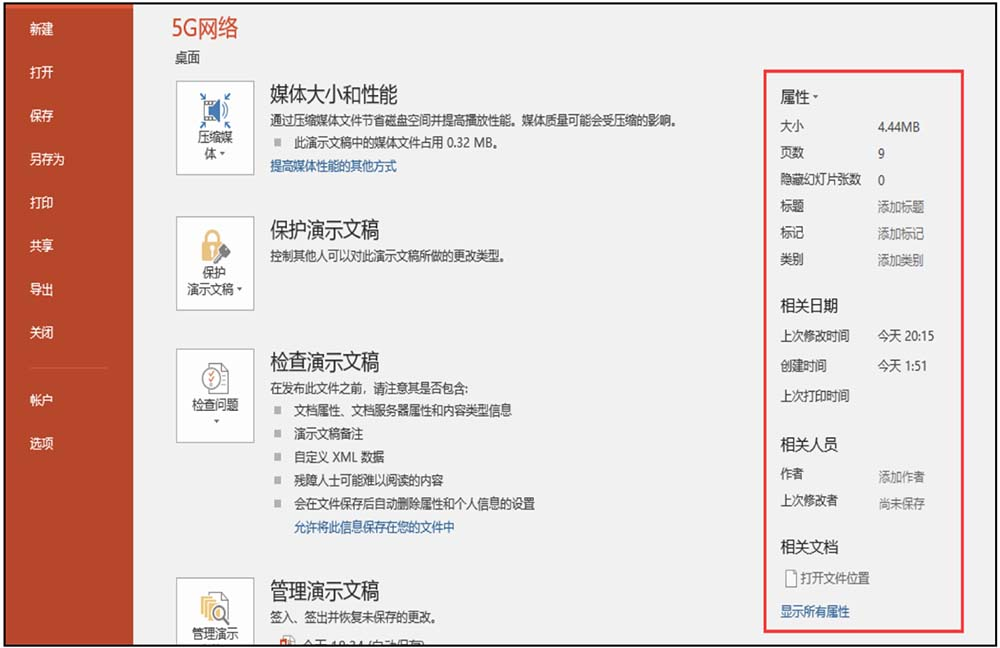 新建
打开
保存
另存为
打印
共享
导出
关闭
帐户
选项
5G网络
桌面
压缩媒
体
媒体大小和性能
通过压缩媒体文件节省磁盘空间并提高播放性能。媒体质量可能会受压缩的影响。
此演示文稿中的媒体文件占用 0.32 MB。
提高媒体性能的其他方式
保护
演示文稿
保护演示文稿
控制其他人可以对此演示文稿所做的更改类型。
检查问题
检查演示文稿
在发布此文件之前，请注意其是否包含:
文档属性、文档服务器属性和内容类型信息
演示文稿备注
自定义 XML 数据
残障人士可能难以阅读的内容
会在文件保存后自动删除属性和个人信息的设置
允许将此信息保存在您的文件中
管理演示
管理演示文稿
签入、签出并恢复未保存的更改。
属性
大小 4.44MB
页数 9
隐藏幻灯片张数 0
标题 添加标题
标记 添加标记
类别 添加类别
相关日期
上次修改时间 今天 20:15
创建时间 今天 1:51
上次打印时间
相关人员
作者 添加作者
上次修改者 尚未保存
相关文档
打开文件位置
显示所有属性